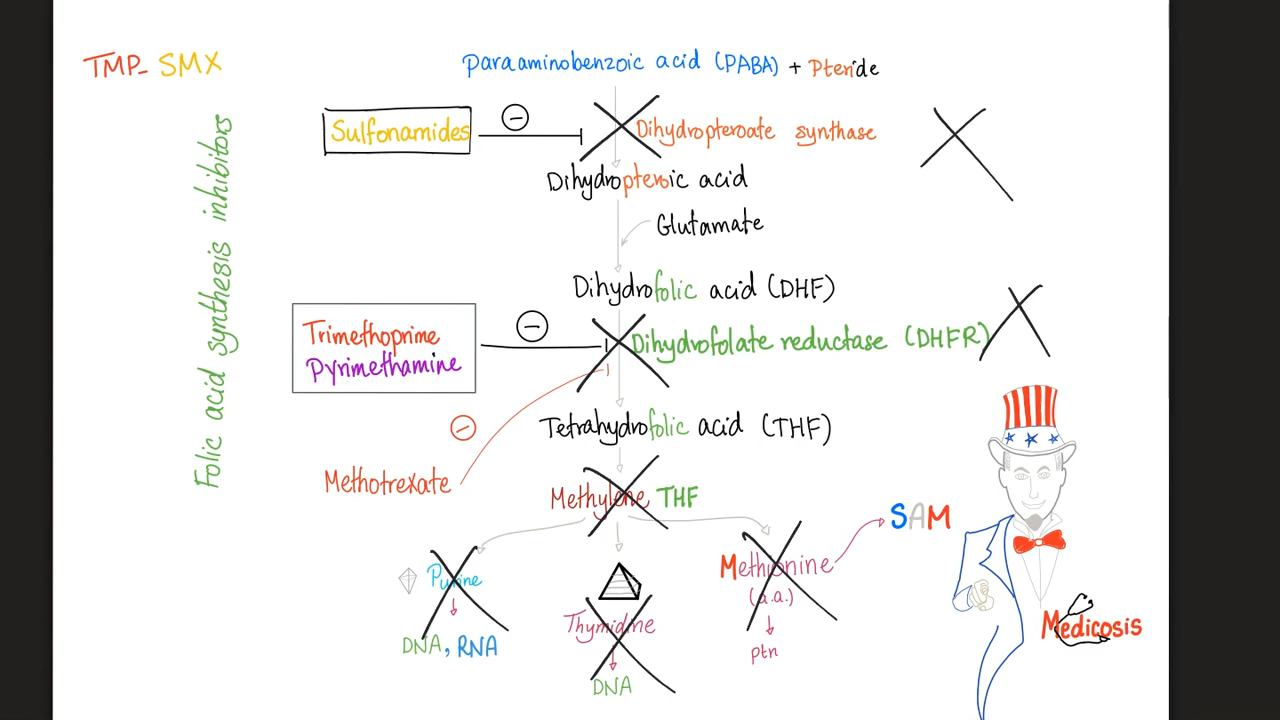 TMP- SMX
Paraaminobenzoic acid (PABA) + Pteride
Sulfonamides
Dihydropteroate synthase
Dihydropteroic acid
Glutamate
Folic acid synthesis inhibitors
Dihydrofolic acid (DHF)
Trimethoprime
Pyrimethamine
Dihydrofolate reductase (DHFR)
Tetrahydrofolic acid (THF)
Methotrexate
Methylene THF
SAM
Purine
Methionine
(a.a.)
Thymidine
DNA, RNA
ptn
DNA
Medicosis